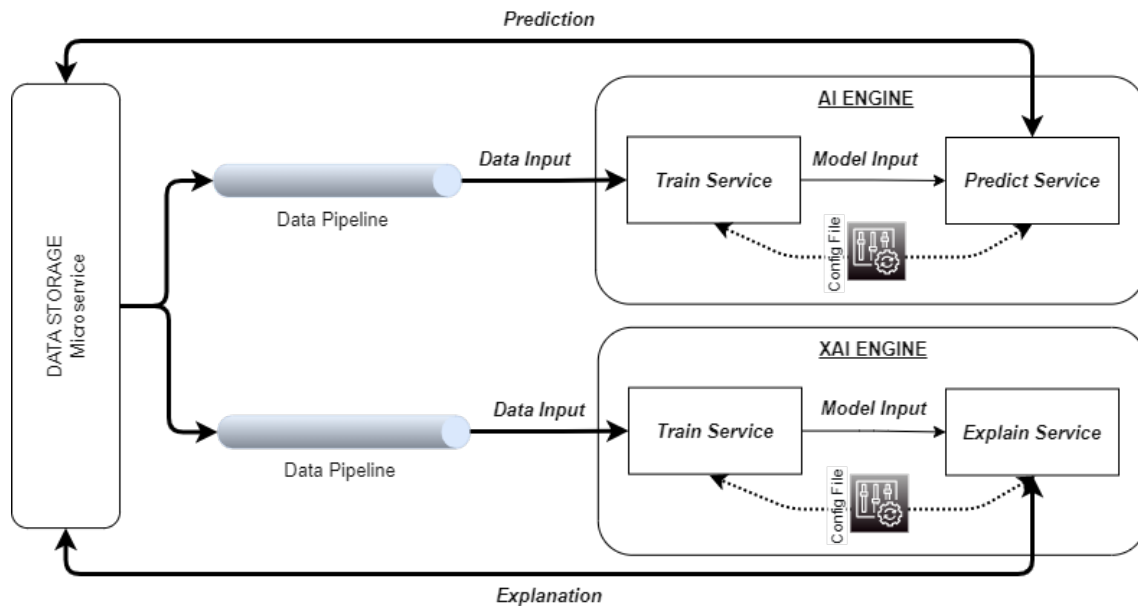 Prediction
AI ENGINE
Data Input
Train Service
Model Input
Predict Service
Data Pipeline
Config File
DATA STORAGE
Microservice
XAI ENGINE
Data Input
Train Service
Model Input
Explain Service
Data Pipeline
Config File
Explanation